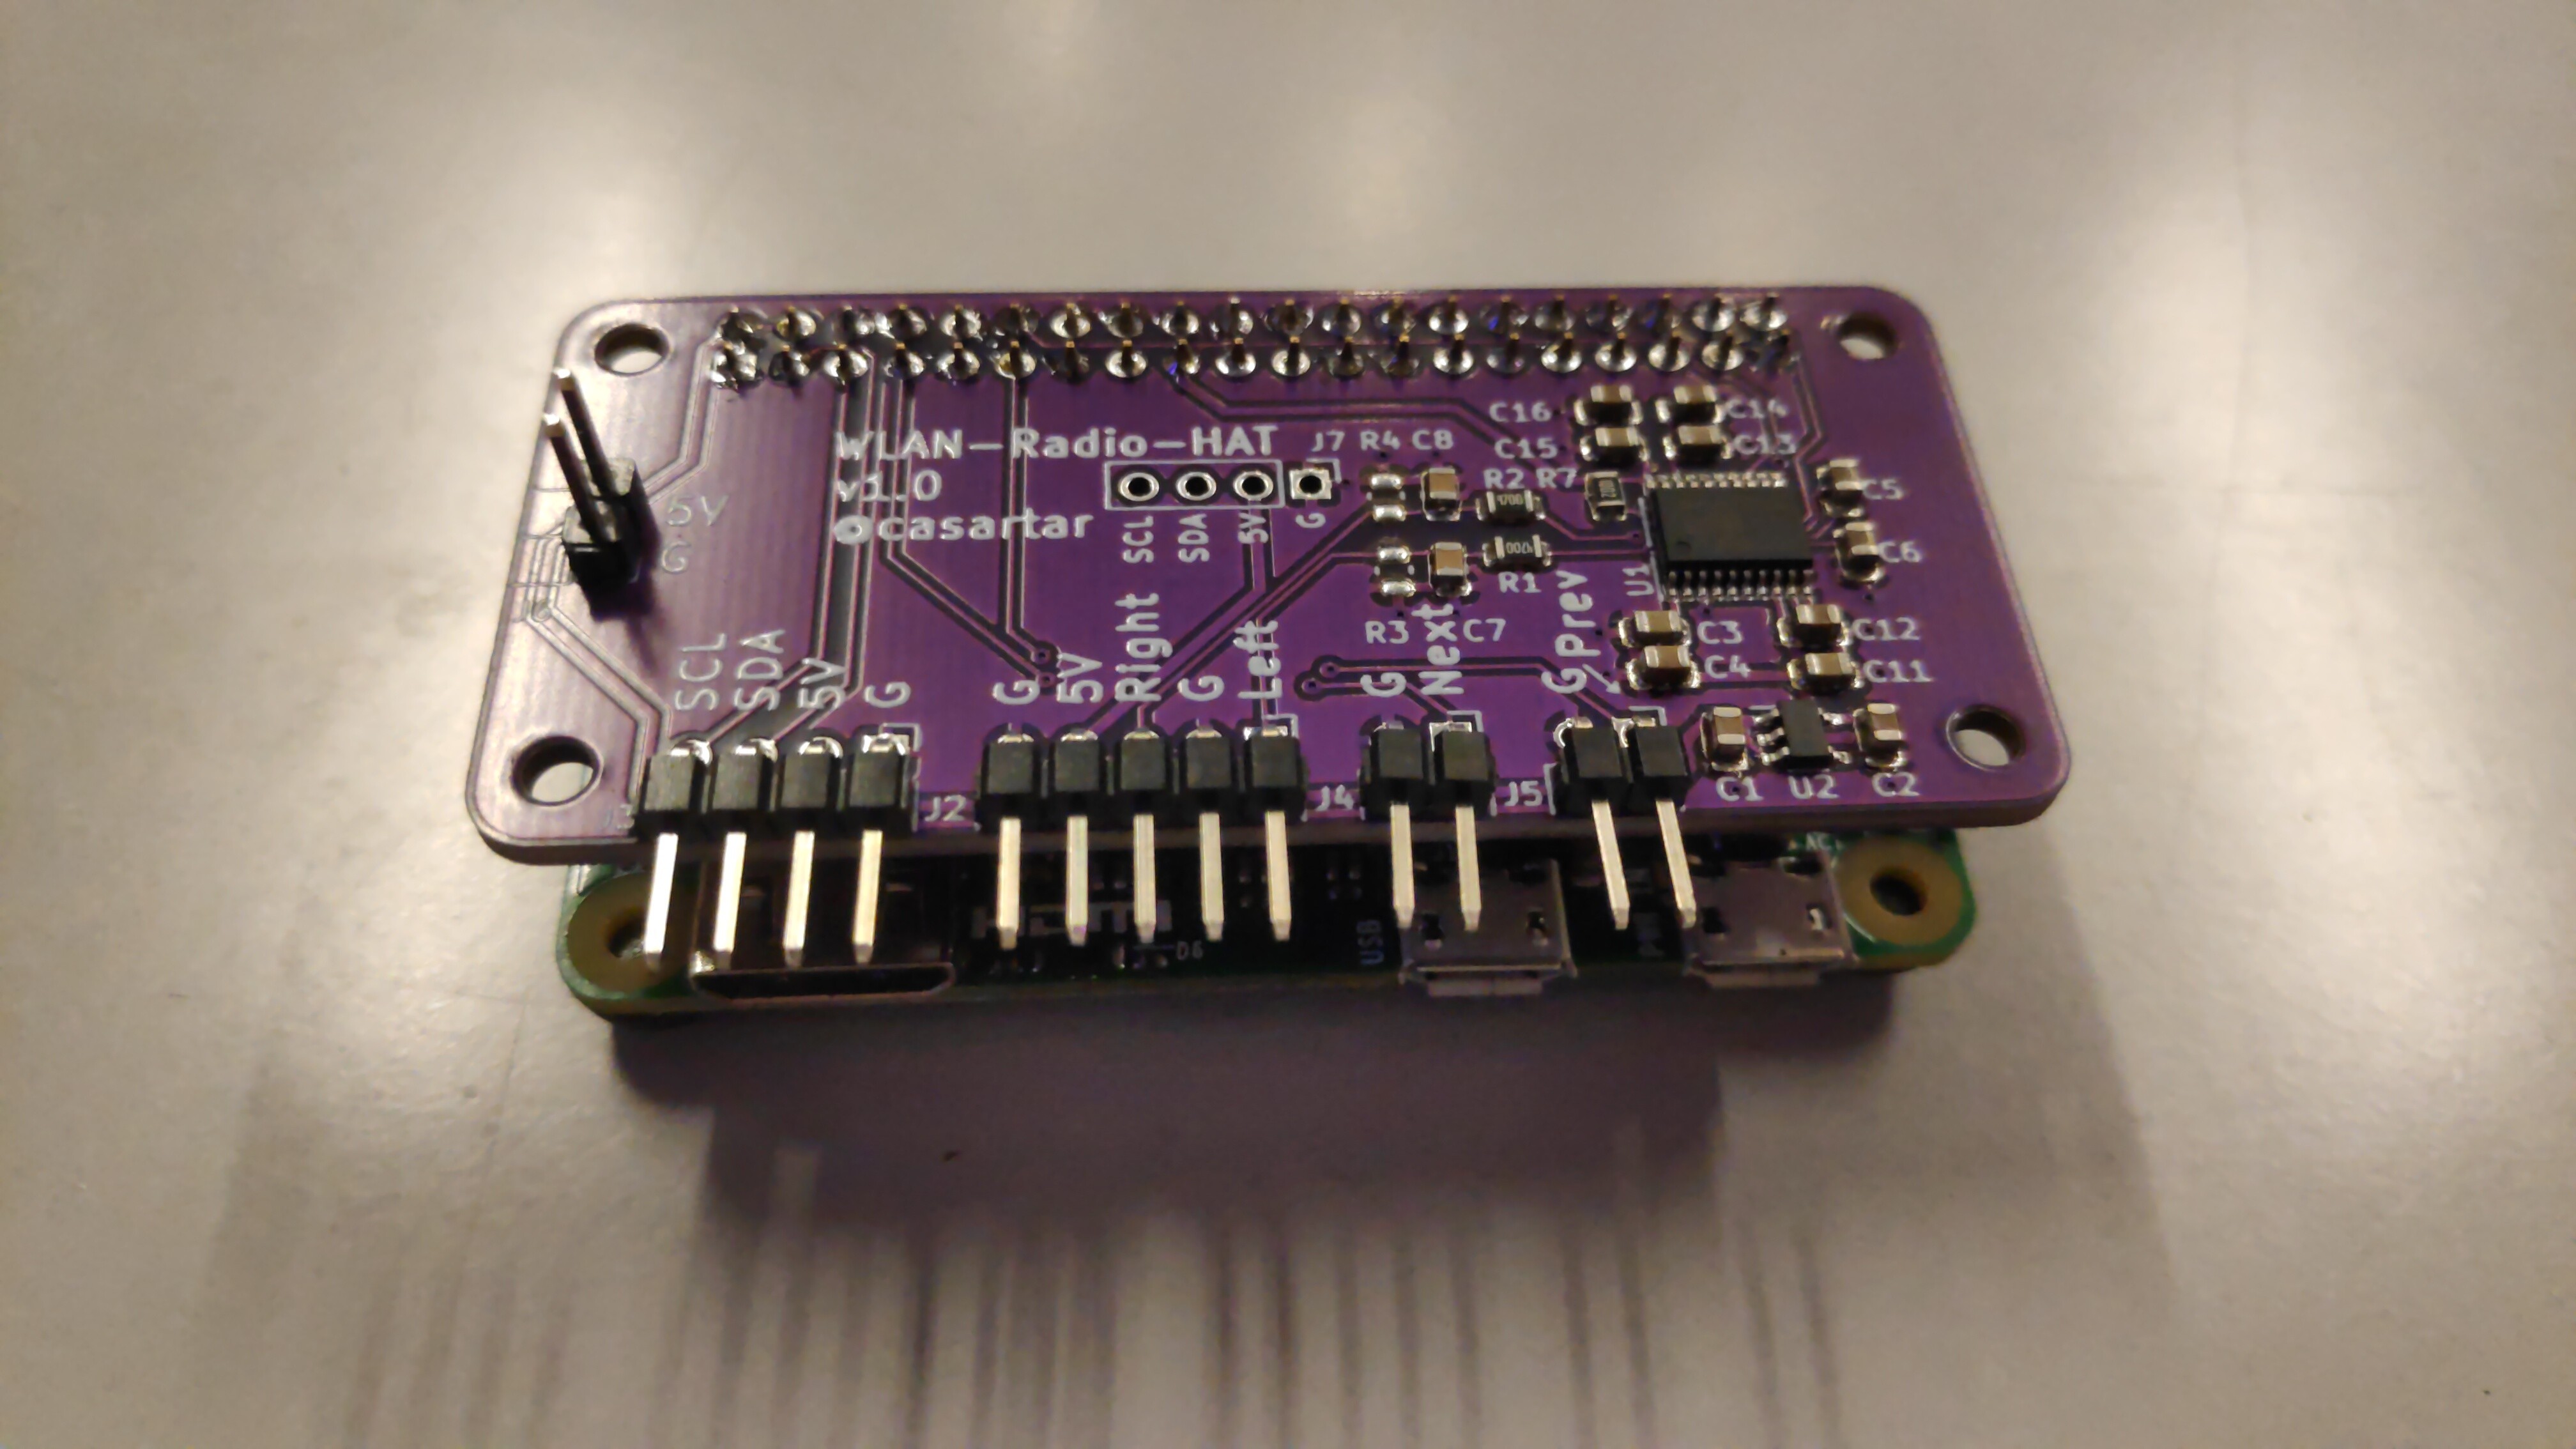 C16
C14
WLAN-Radio-HAT
J7
R4
C8
C15
C13
v1.0
R2
R7
C5
5V
©casartar
SCL
SDA
5V
G
G
R1
C6
U1
SCL
SDA
5V
G
G
5V
Right
G
Left
R3
G
Next
C7
G
Prev
C3
C12
C4
C11
J2
J4
J5
C1
U2
C2
USB
D6